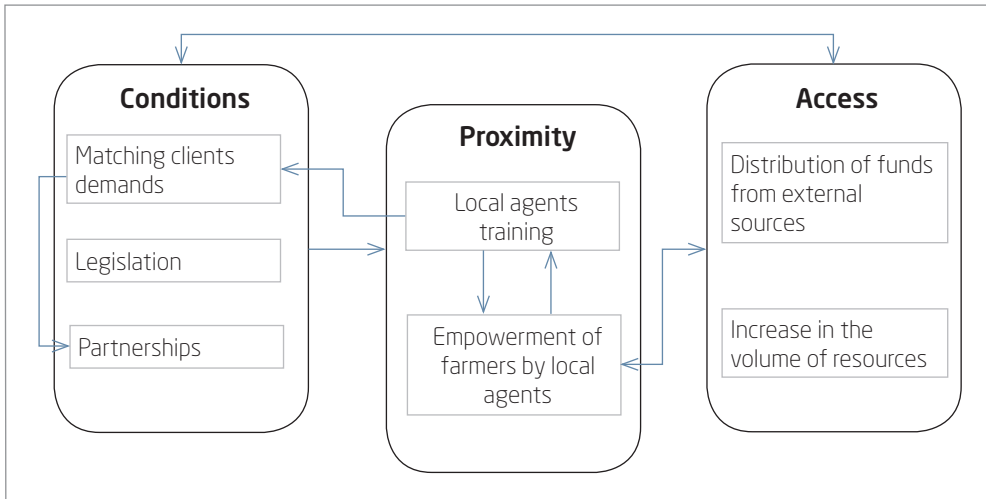 Conditions
Matching clients
demands
Legislation
Partnerships
Proximity
Local agents
training
Empowerment of
farmers by local
agents
Access
Distribution of funds
from external
sources
Increase in the
volume of resources